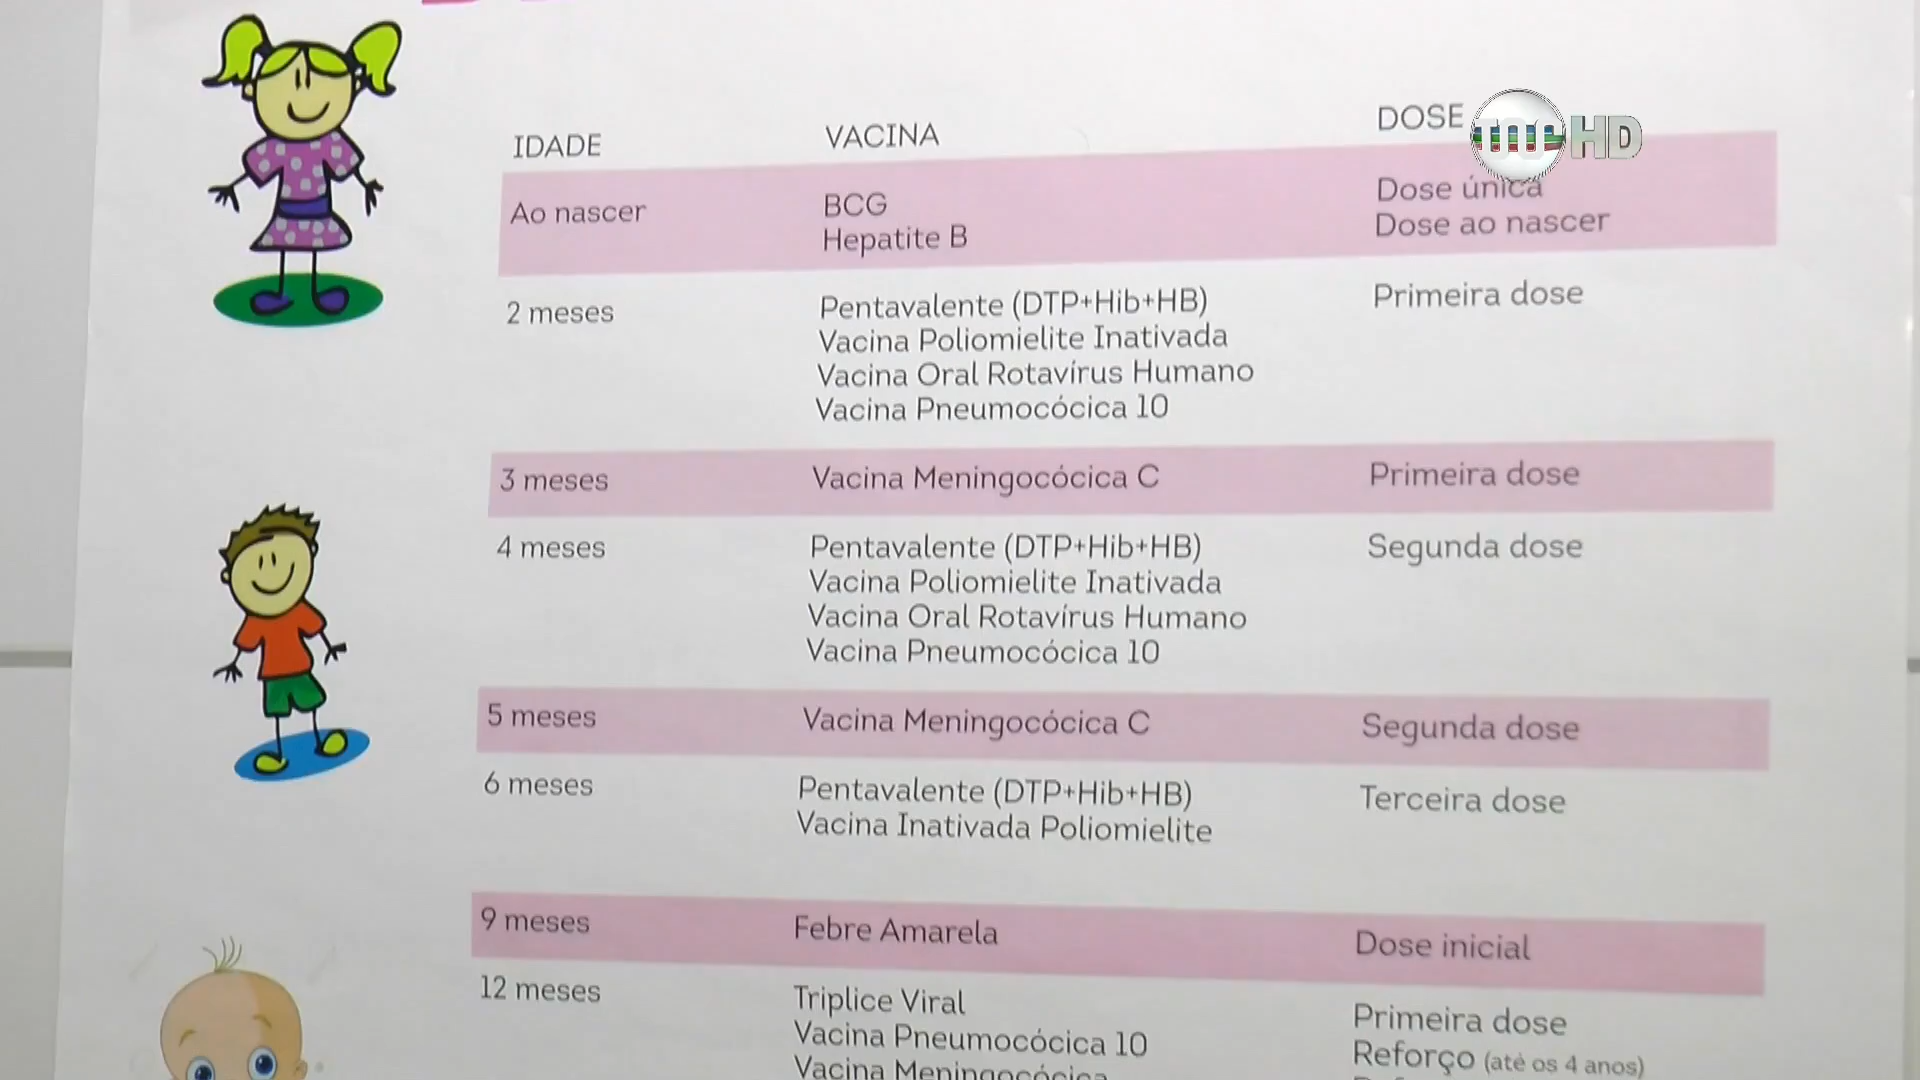 IDADE VACINA DOSE
HD
Ao nascer BCG Dose única
Hepatite B Dose ao nascer
2 meses Pentavalente (DTP+Hib+HB) Primeira dose
Vacina Poliomielite Inativada
Vacina Oral Rotavírus Humano
Vacina Pneumocócica 10
3 meses Vacina Meningocócica C Primeira dose
4 meses Pentavalente (DTP+Hib+HB) Segunda dose
Vacina Poliomielite Inativada
Vacina Oral Rotavírus Humano
Vacina Pneumocócica 10
5 meses Vacina Meningocócica C Segunda dose
6 meses Pentavalente (DTP+Hib+HB) Terceira dose
Vacina Inativada Poliomielite
9 meses Febre Amarela Dose inicial
12 meses Triplice Viral Primeira dose
Vacina Pneumocócica 10 Reforço (até os 4 anos)
Vacina Meningocócica